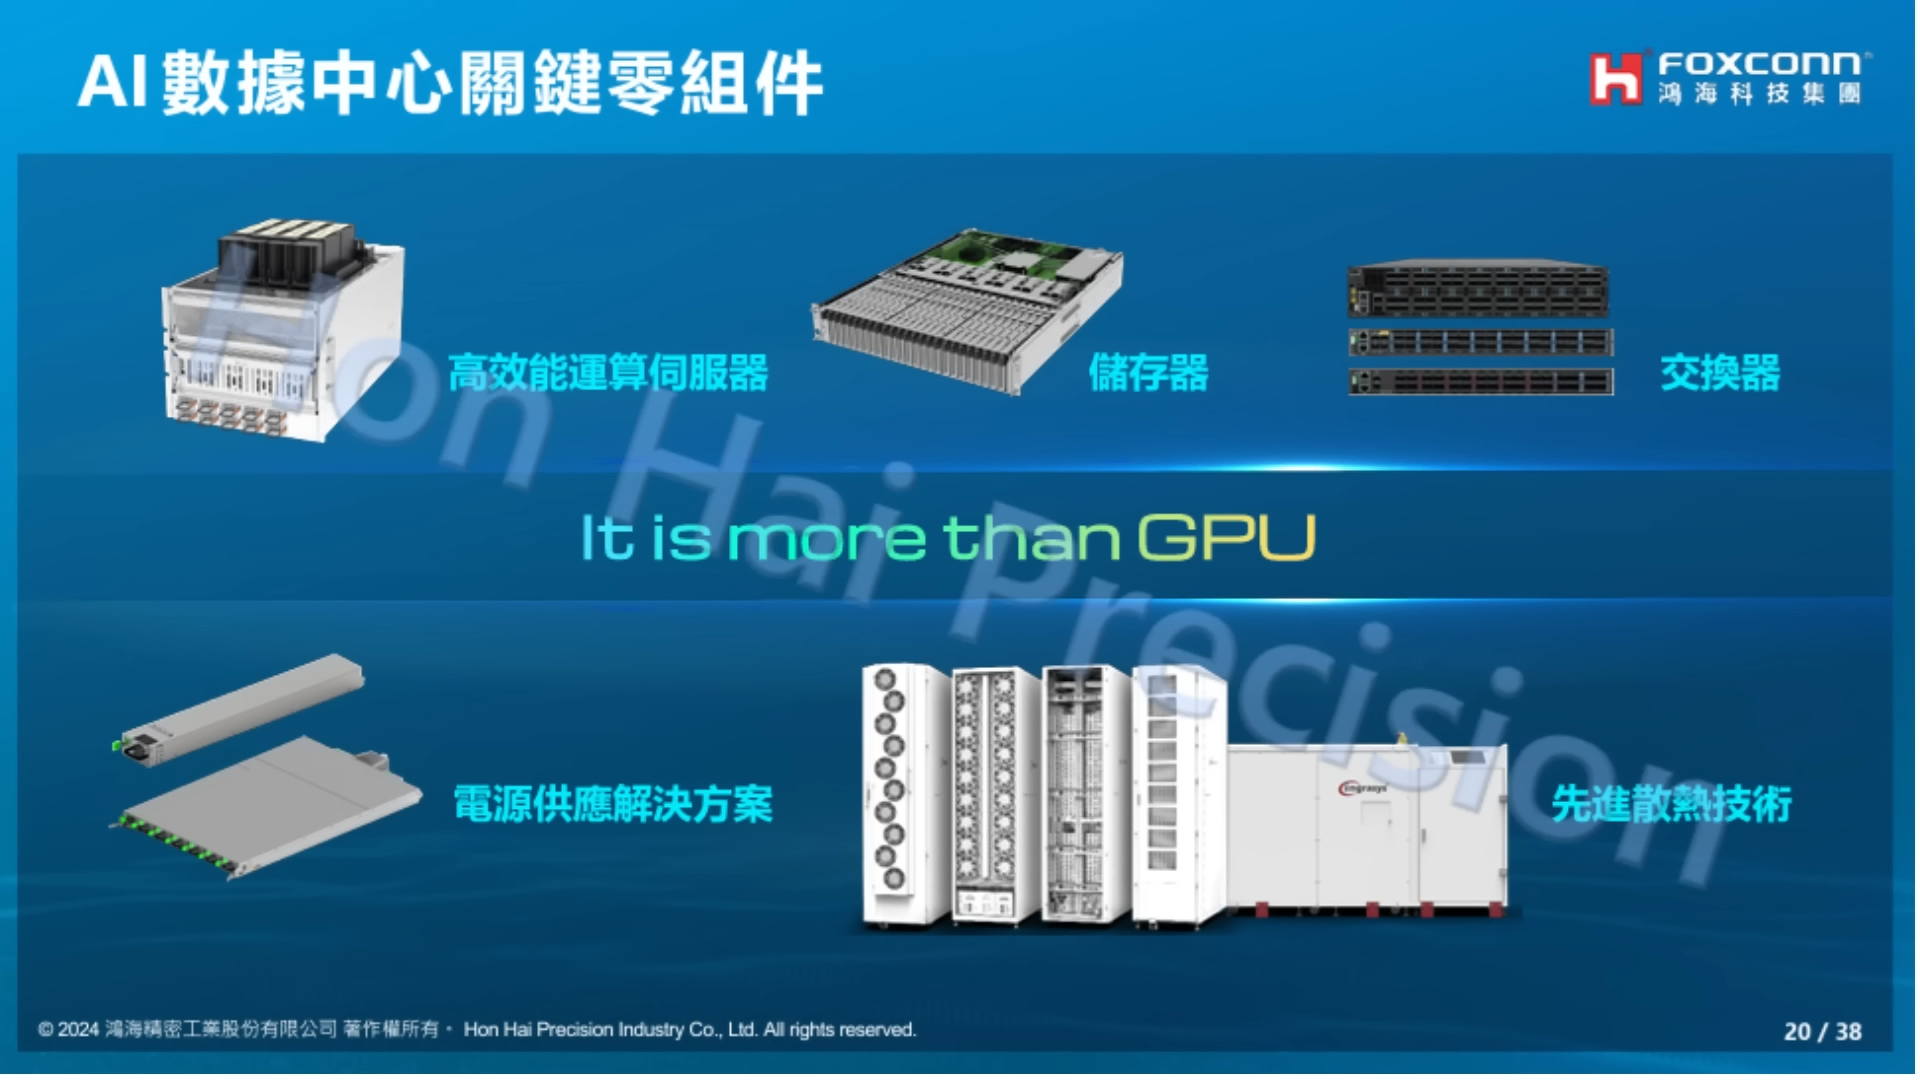 AI數據中心關鍵零組件
FOXCONN
鴻海科技集團
高效能運算伺服器
儲存器
交換器
It is more than GPU
電源供應解決方案
ingrasys
先進散熱技術
Hon Hai Precision
© 2024 鴻海精密工業股份有限公司 著作權所有。 Hon Hai Precision Industry Co., Ltd. All rights reserved.
20 / 38